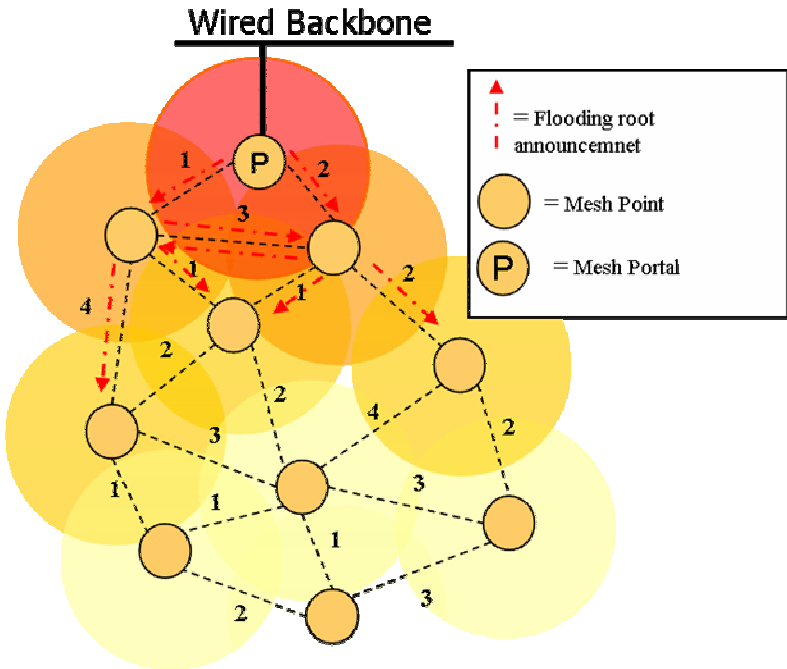 Wired Backbone
= Flooding root
announcemnet
= Mesh Point
P
= Mesh Portal
P
1
2
3
1
1
2
4
2
2
4
3
2
1
1
3
1
2
3